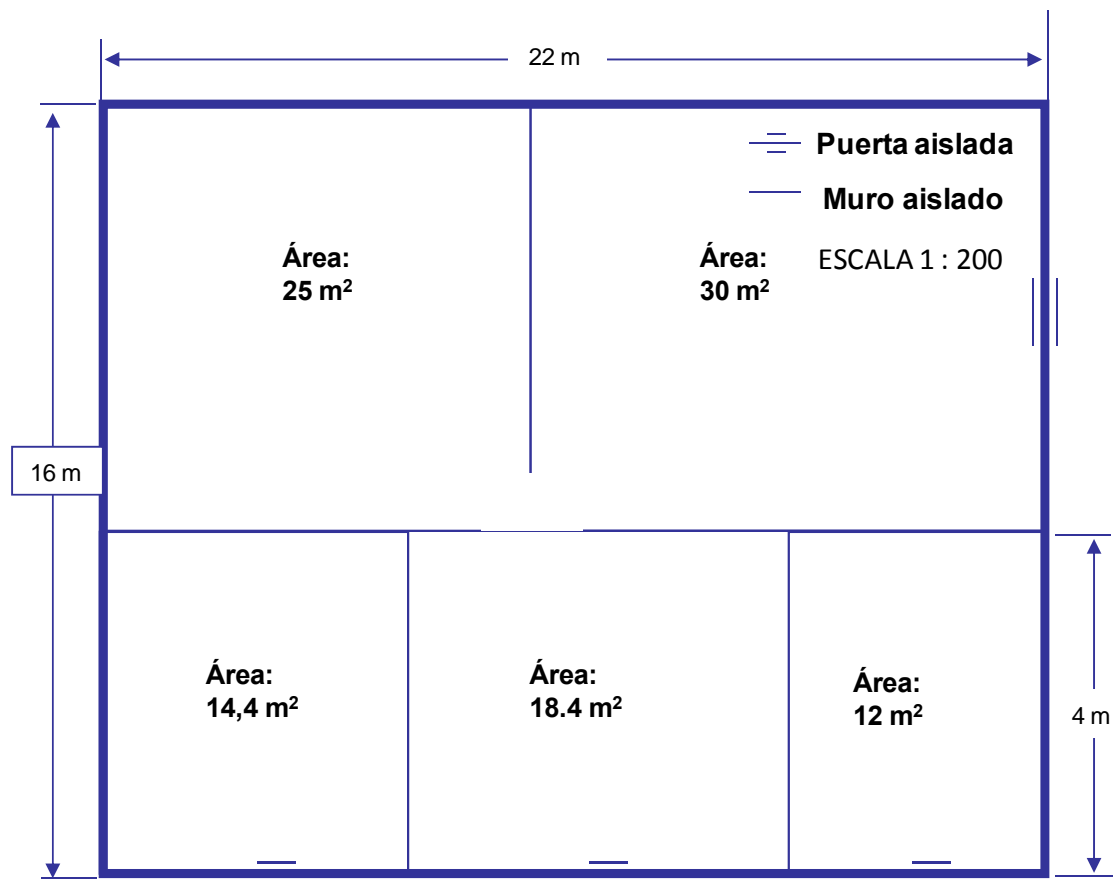 22 m
Puerta aislada
Muro aislado
ESCALA 1 : 200
Área:
25 m²
Área:
30 m²
16 m
Área:
14,4 m²
Área:
18.4 m²
Área:
12 m²
4 m